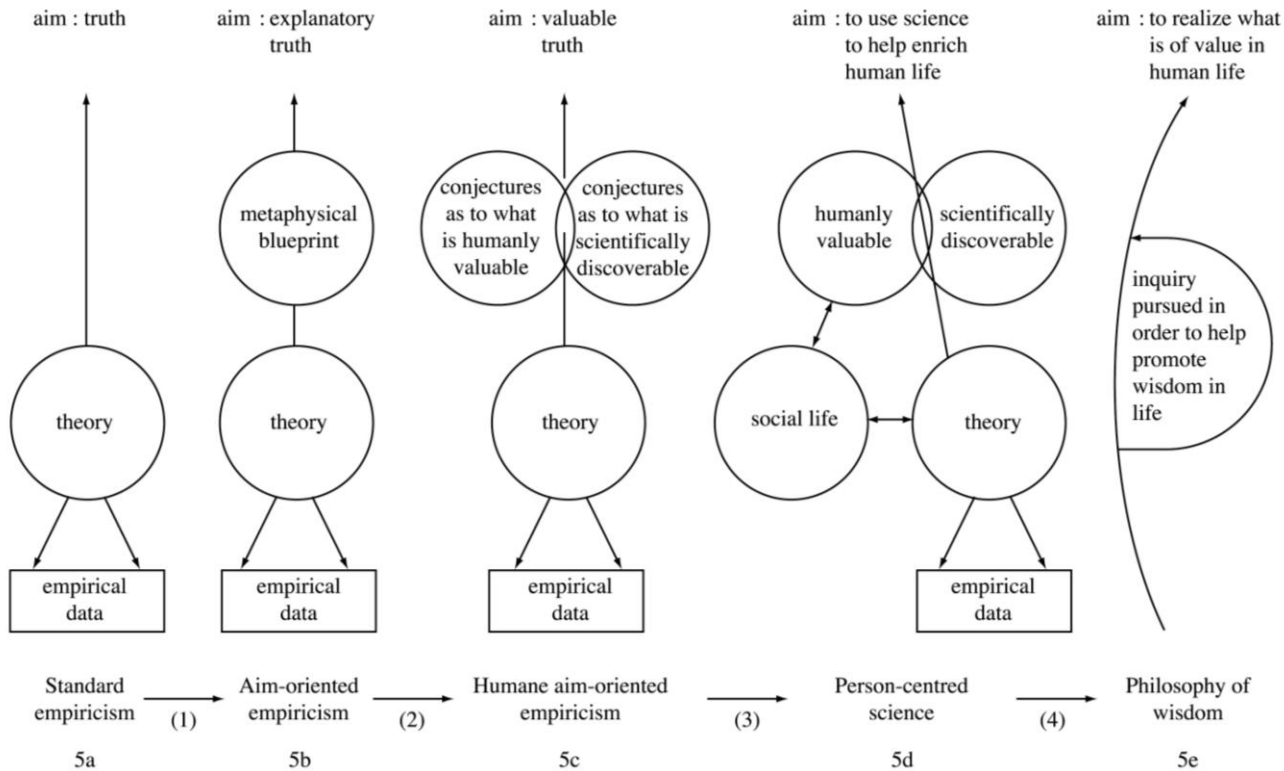 aim : truth
aim : explanatory
truth
aim : valuable
truth
aim : to use science
to help enrich
human life
aim : to realize what
is of value in
human life
metaphysical
blueprint
conjectures
as to what
is humanly
valuable
conjectures
as to what is
scientifically
discoverable
humanly
valuable
scientifically
discoverable
inquiry
pursued in
order to help
promote
wisdom in
life
theory
theory
theory
social life
theory
empirical
data
empirical
data
empirical
data
empirical
data
Standard
empiricism
(1)
Aim-oriented
empiricism
(2)
Humane aim-oriented
empiricism
(3)
Person-centred
science
(4)
Philosophy of
wisdom
5a
5b
5c
5d
5e